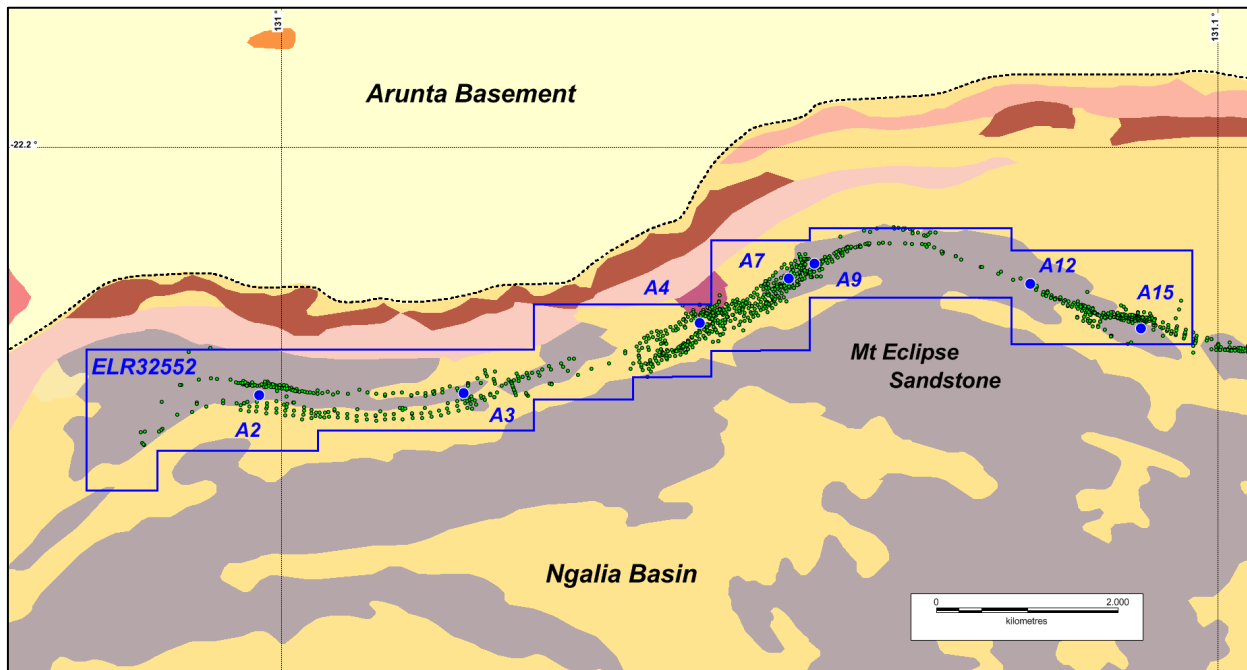 131 °
131.1 °
Arunta Basement
-22.2 °
A7
A12
A4
A9
A15
Mt Eclipse
Sandstone
ELR32552
A3
A2
Ngalia Basin
0
2.000
kilometres